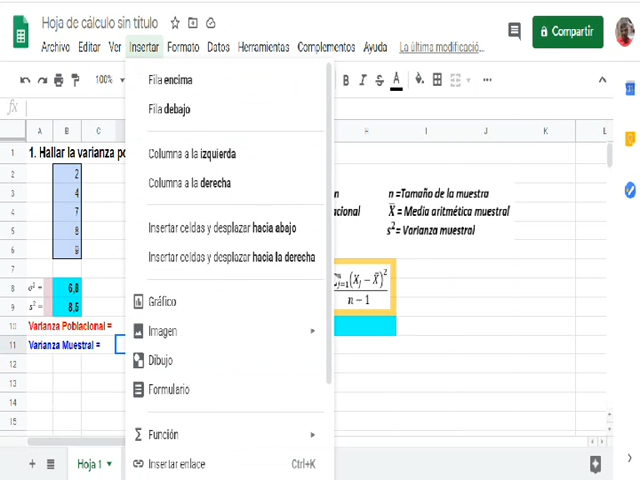 Hoja de cálculo sin título
Archivo Editar Ver Insertar Formato Datos Herramientas Complementos Ayuda La última modificació...
Compartir
100%
B I S A
fx
A B C H I J K L
1 1. Hallar la varianza po
Fila encima
Fila debajo
Columna a la izquierda
Columna a la derecha
Insertar celdas y desplazar hacia abajo
Insertar celdas y desplazar hacia la derecha
Gráfico
Imagen
Dibujo
Formulario
Función
Insertar enlace Ctrl+K
2 2
3 4
4 7
5 8
6 9
7
8 σ² = 6,8
9 s² = 8,5
10 Varianza Poblacional =
11 Varianza Muestral =
12
13
14
15
n =Tamaño de la muestra
acional X̄ = Media aritmética muestral
s²= Varianza muestral
(Xⱼ − X̄)²
n − 1
Hoja 1